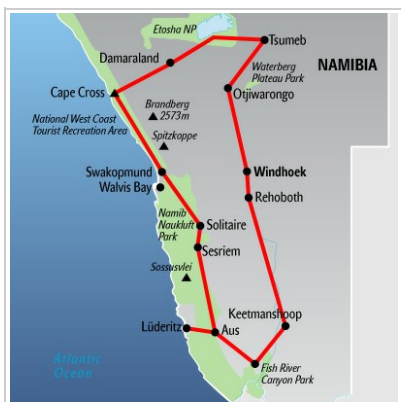 Etosha NP
Tsumeb
Damaraland
Waterberg
Plateau Park
NAMIBIA
Cape Cross
Otjiwarongo
Brandberg
2573m
National West Coast
Tourist Recreation Area
Spitzkoppe
Swakopmund
Windhoek
Walvis Bay
Rehoboth
Namib
Naukluft
Park
Solitaire
Sesriem
Sossusvlei
Keetmanshoop
Lüderitz
Aus
Atlantic
Ocean
Fish River
Canyon Park